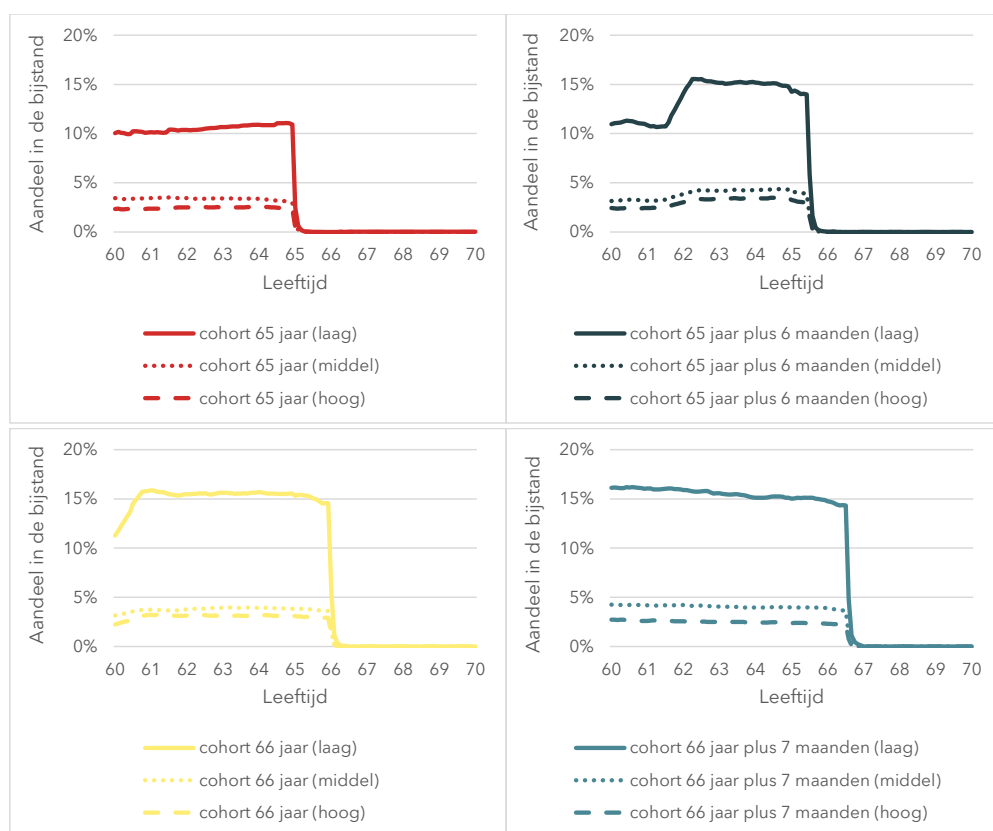 Aandeel in de bijstand
20%
15%
10%
5%
0%
60 61 62 63 64 65 66 67 68 69 70
Leeftijd
cohort 65 jaar (laag)
cohort 65 jaar (middel)
cohort 65 jaar (hoog)
Aandeel in de bijstand
20%
15%
10%
5%
0%
60 61 62 63 64 65 66 67 68 69 70
Leeftijd
cohort 65 jaar plus 6 maanden (laag)
cohort 65 jaar plus 6 maanden (middel)
cohort 65 jaar plus 6 maanden (hoog)
Aandeel in de bijstand
20%
15%
10%
5%
0%
60 61 62 63 64 65 66 67 68 69 70
Leeftijd
cohort 66 jaar (laag)
cohort 66 jaar (middel)
cohort 66 jaar (hoog)
Aandeel in de bijstand
20%
15%
10%
5%
0%
60 61 62 63 64 65 66 67 68 69 70
Leeftijd
cohort 66 jaar plus 7 maanden (laag)
cohort 66 jaar plus 7 maanden (middel)
cohort 66 jaar plus 7 maanden (hoog)